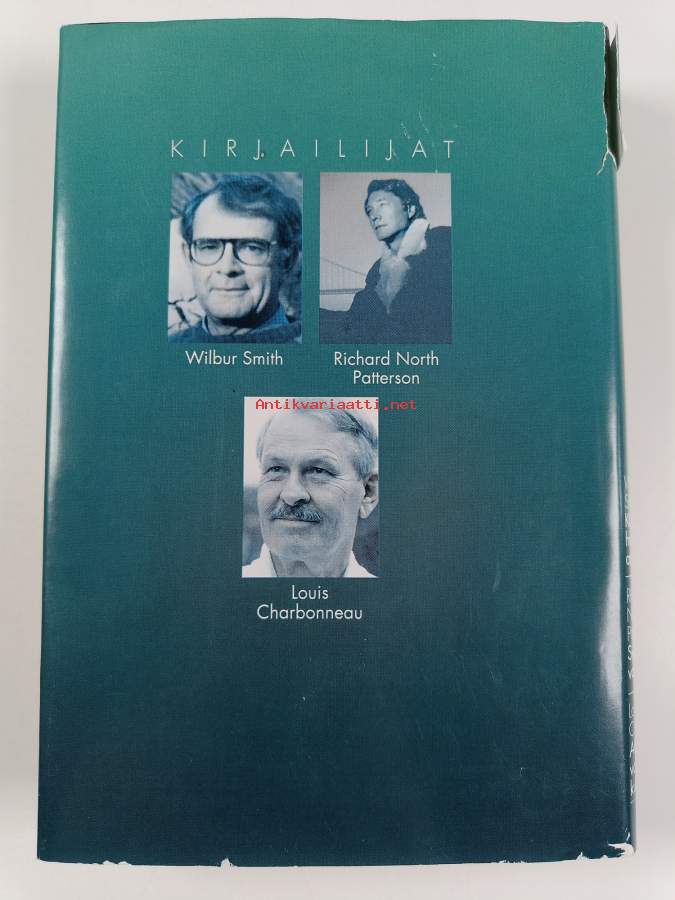 KIRJAILIJAT
Wilbur Smith
Richard North
Patterson
Antikvariaatti.net
Louis
Charbonneau